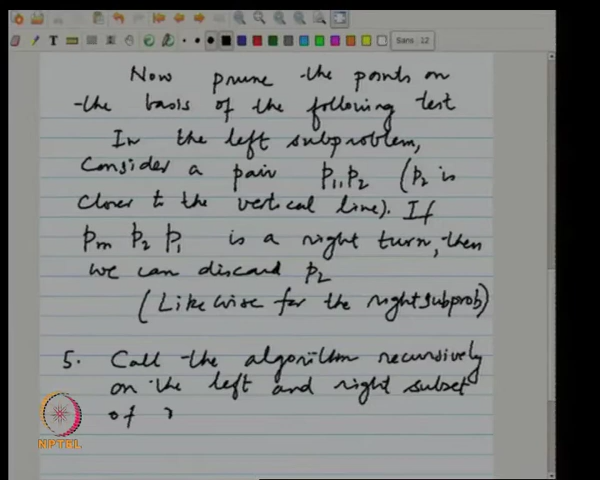 Sans 12
Now prune the points on
the basis of the following test
In the left subproblem,
Consider a pair p1, p2 (p2 is
closer to the vertical line). If
pm p2 p1 is a right turn, then
we can discard p2
(Likewise for the right subprob)
5. Call the algorithm recursively
on the left and right subset
of
NPTEL